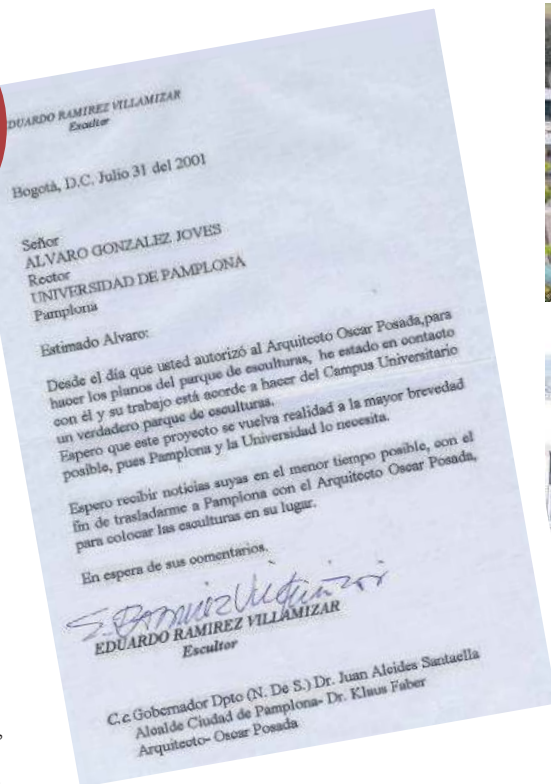 EDUARDO RAMIREZ VILLAMIZAR
Escultor
Bogotà, D.C. Julio 31 del 2001
Señor
ALVARO GONZALEZ JOVES
Rector
UNIVERSIDAD DE PAMPLONA
Pamplona
Estimado Alvaro:
Desde el día que usted autorizó al Arquitecto Oscar Posada,para
hacer los planos del parque de esculturas, he estado en contacto
con él y su trabajo está acorde a hacer del Campus Universitario
un verdadero parque de esculturas.
Espero que este proyecto se vuelva realidad a la mayor brevedad
posible, pues Pamplona y la Universidad lo necesita.
Espero recibir noticias suyas en el menor tiempo posible, con el
fin de trasladarme a Pamplona con el Arquitecto Oscar Posada,
para colocar las esculturas en su lugar.
En espera de sus comentarios,
E. Ramirez Villamizar
EDUARDO RAMIREZ VILLAMIZAR
Escultor
C.c Gobernador Dpto (N. De S.) Dr. Juan Alcides Santaella
Alcalde Ciudad de Pamplona- Dr. Klaus Faber
Arquitecto- Oscar Posada